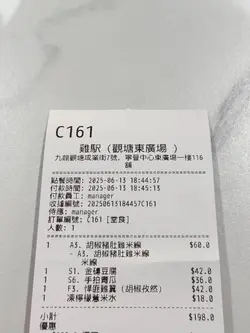 C161
雞駅（觀塘東廣場 ）
九龍觀塘成業街7號, 寧晉中心東廣場一樓116
舖
點餐時間: 2025-06-13 18:44:57
付款時間: 2025-06-13 18:45:13
付款員工: manager
收據編號: 20250613184457C161
侍應: manager
訂單編號: C161 [堂食]
人數: 1
1 A3. 胡椒豬肚雞米線 $60.0
- A3. 胡椒豬肚雞米線
- 米線
1 S1. 金磚豆腐 $42.0
1 S6. 手拍青瓜 $36.0
1 F3. 悍匪雞翼（胡椒孜然） $42.0
1 凍檸檬薏米水 $18.0
小計 $198.0
優惠